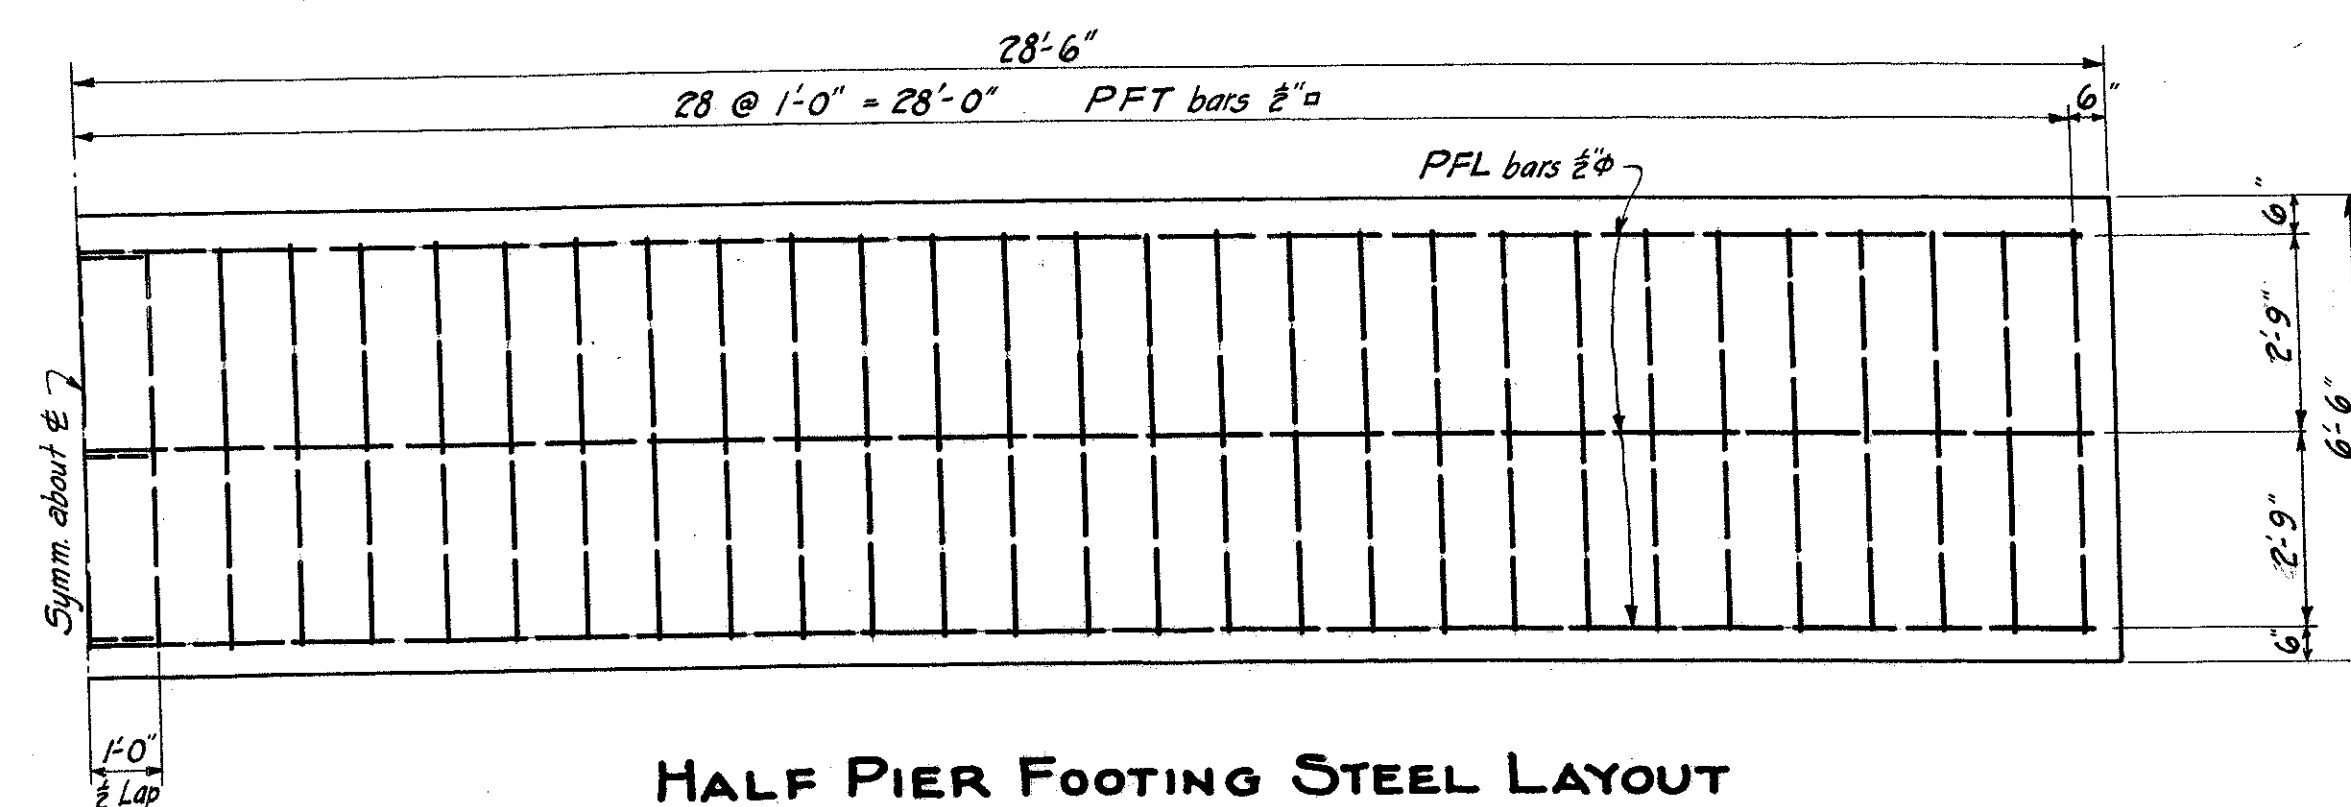 28'-6"
28 @ 1'-0" = 28'-0" PFT bars ½"□
6"
PFL bars ½"ϕ
6"
2'-9"
6'-6"
2'-9"
6"
Symm. about ℄
1'-0"
½ Lap
HALF PIER FOOTING STEEL LAYOUT